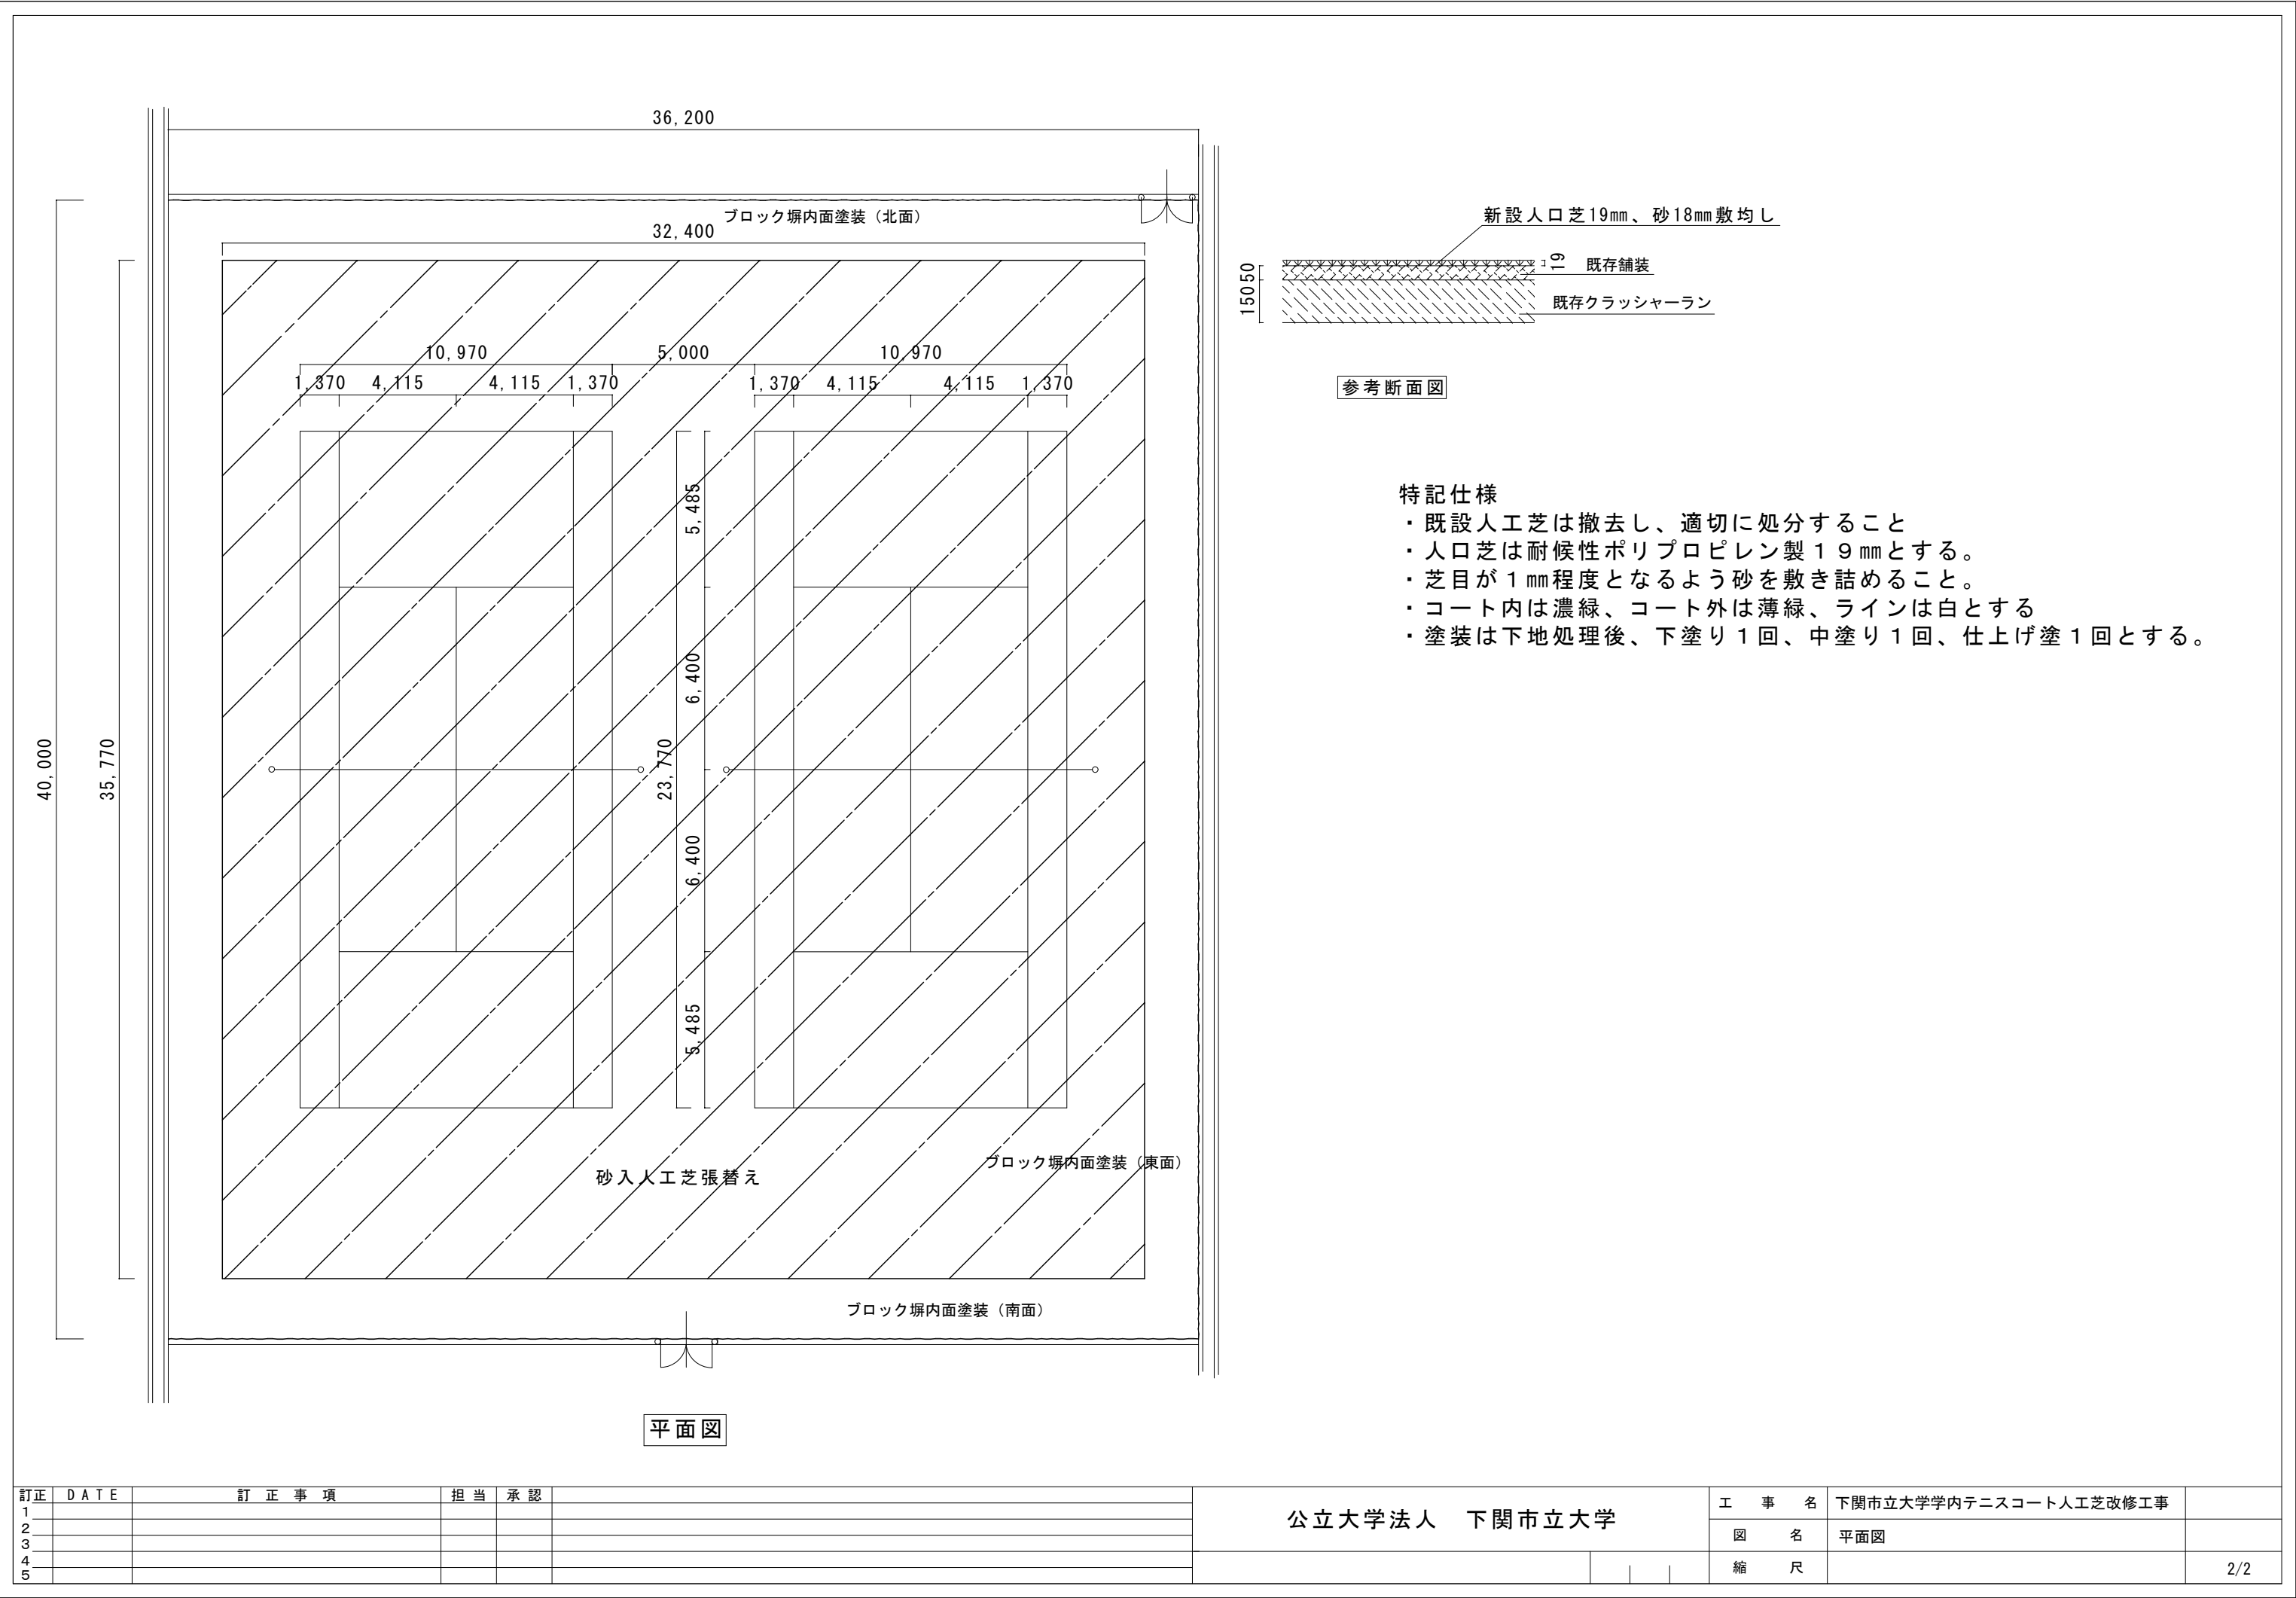 36,200
ブロック塀内面塗装（北面）
32,400
10,970
5,000
10,970
1,370
4,115
4,115
1,370
1,370
4,115
4,115
1,370
5,485
6,400
23,770
6,400
5,485
40,000
35,770
砂入人工芝張替え
ブロック塀内面塗装（東面）
ブロック塀内面塗装（南面）
平面図
新設人口芝19㎜、砂18㎜敷均し
19
既存舗装
50
150
既存クラッシャーラン
参考断面図
特記仕様
・既設人工芝は撤去し、適切に処分すること
・人口芝は耐候性ポリプロピレン製１９㎜とする。
・芝目が１㎜程度となるよう砂を敷き詰めること。
・コート内は濃緑、コート外は薄緑、ラインは白とする
・塗装は下地処理後、下塗り１回、中塗り１回、仕上げ塗１回とする。
訂正 DATE 訂正事項 担当 承認
1
2
3
4
5
公立大学法人　下関市立大学
工事名 下関市立大学学内テニスコート人工芝改修工事
図名 平面図
縮尺
2/2